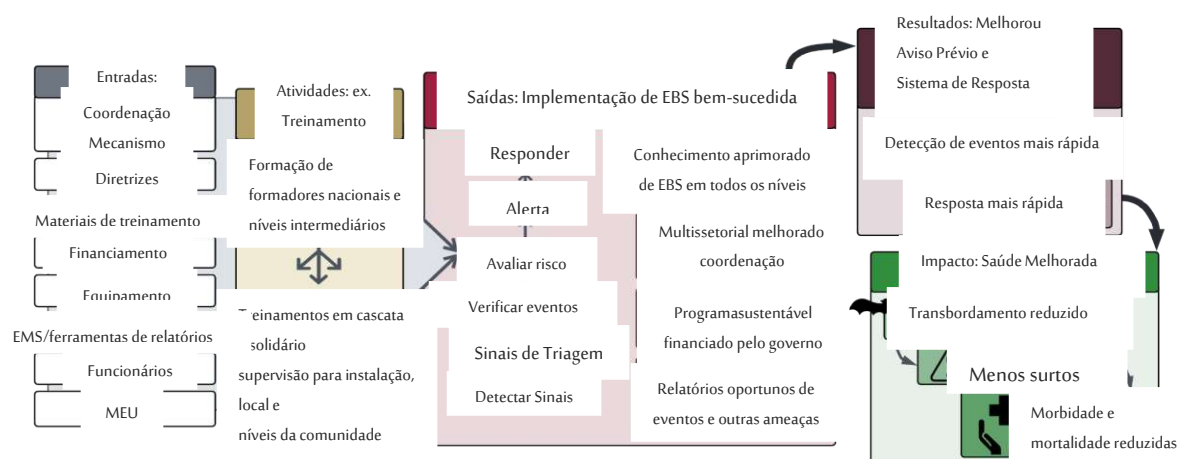 Entradas:
Coordenação
Mecanismo
Diretrizes
Materiais de treinamento
Financiamento
Equipamento
EMS/ferramentas de relatórios
Funcionários
MEU
Atividades: ex.
Treinamento
Formação de
formadores nacionais e
níveis intermediários
Treinamentos em cascata
solidário
supervisão para instalação,
local e
níveis da comunidade
Saídas: Implementação de EBS bem-sucedida
Responder
Alerta
Avaliar risco
Verificar eventos
Sinais de Triagem
Detectar Sinais
Conhecimento aprimorado
de EBS em todos os níveis
Multissetorial melhorado
coordenação
Programasustentável
financiado pelo governo
Relatórios oportunos de
eventos e outras ameaças
Resultados: Melhorou
Aviso Prévio e
Sistema de Resposta
Detecção de eventos mais rápida
Resposta mais rápida
Impacto: Saúde Melhorada
Transbordamento reduzido
Menos surtos
Morbidade e
mortalidade reduzidas